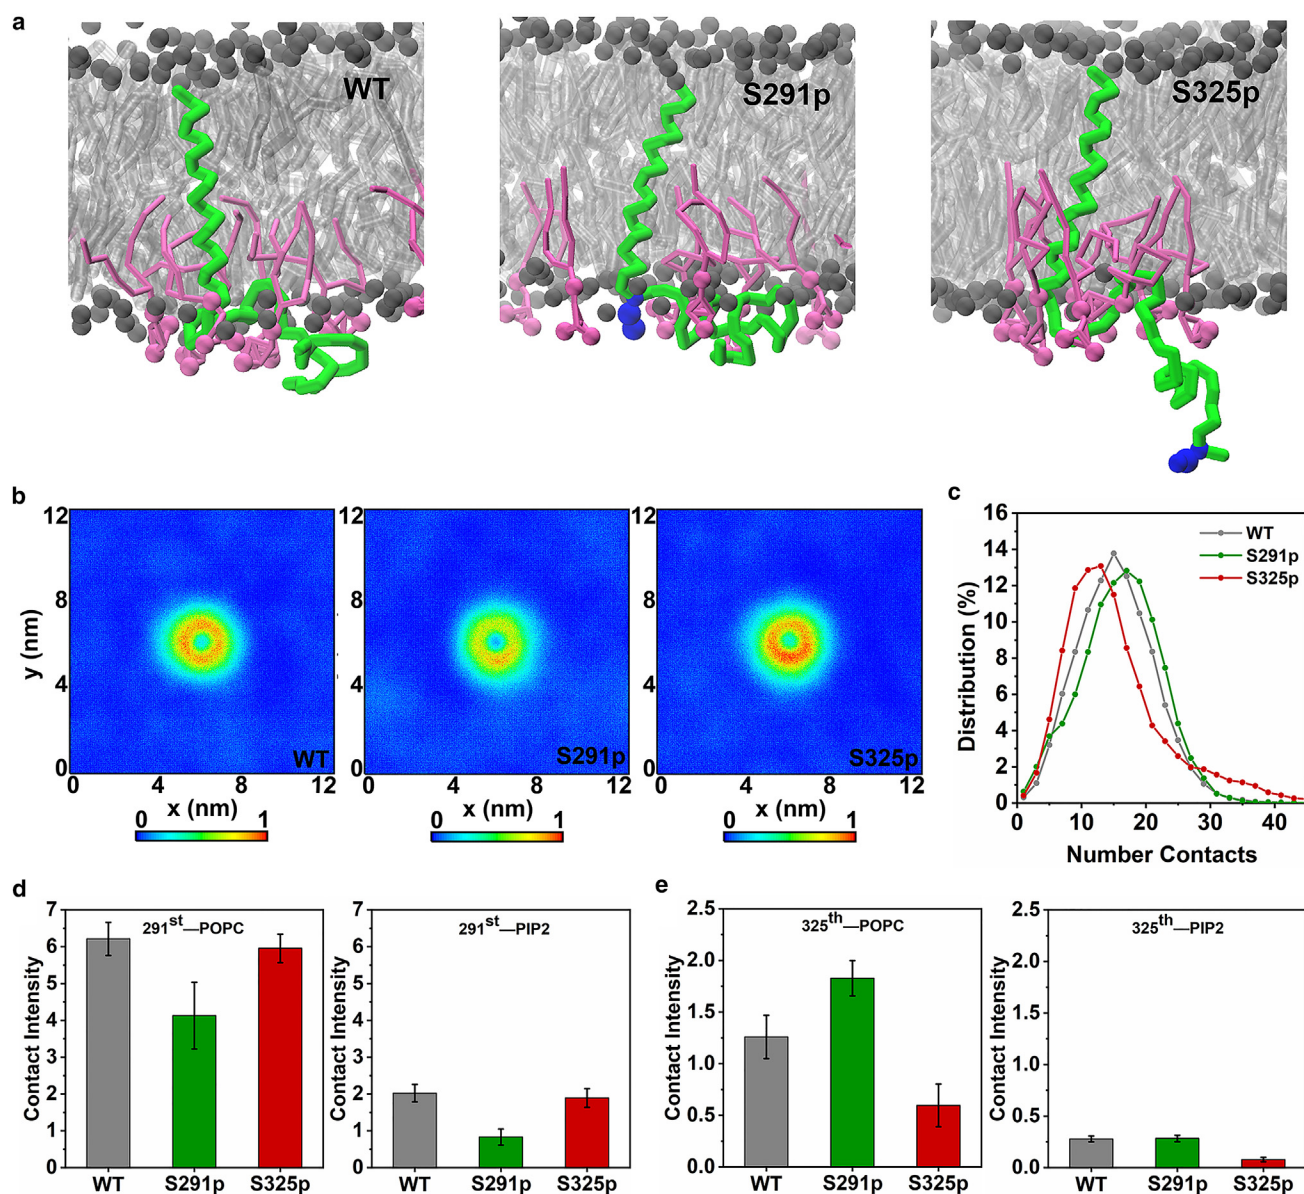 a
WT
S291p
S325p
b
y (nm)
12
8
4
0
WT
0 4 8 12
x (nm)
0 1
12
8
4
0
S291p
0 4 8 12
x (nm)
0 1
12
8
4
0
S325p
0 4 8 12
x (nm)
0 1
c
Distribution (%)
16
14
12
10
8
6
4
2
0
WT
S291p
S325p
0 10 20 30 40
Number Contacts
d
Contact Intensity
7
6
5
4
3
2
1
0
291st—POPC
WT S291p S325p
Contact Intensity
7
6
5
4
3
2
1
0
291st—PIP2
WT S291p S325p
e
Contact Intensity
2.5
2.0
1.5
1.0
0.5
0.0
325th—POPC
WT S291p S325p
Contact Intensity
2.5
2.0
1.5
1.0
0.5
0.0
325th—PIP2
WT S291p S325p